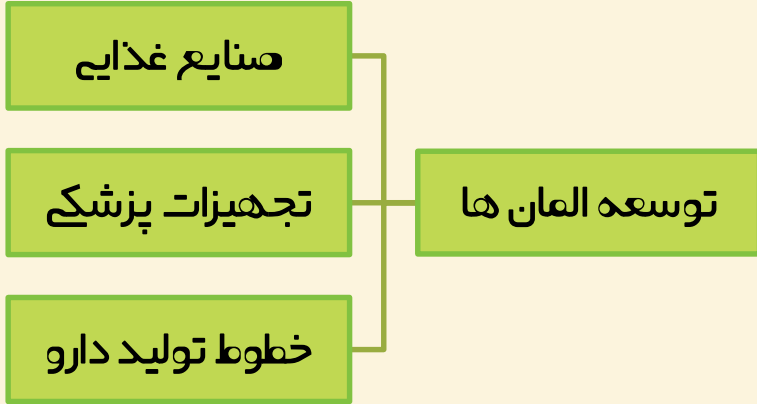 توسعه المان ها
صنایع غذایی
تجهیزات پزشکی
خطوط تولید دارو